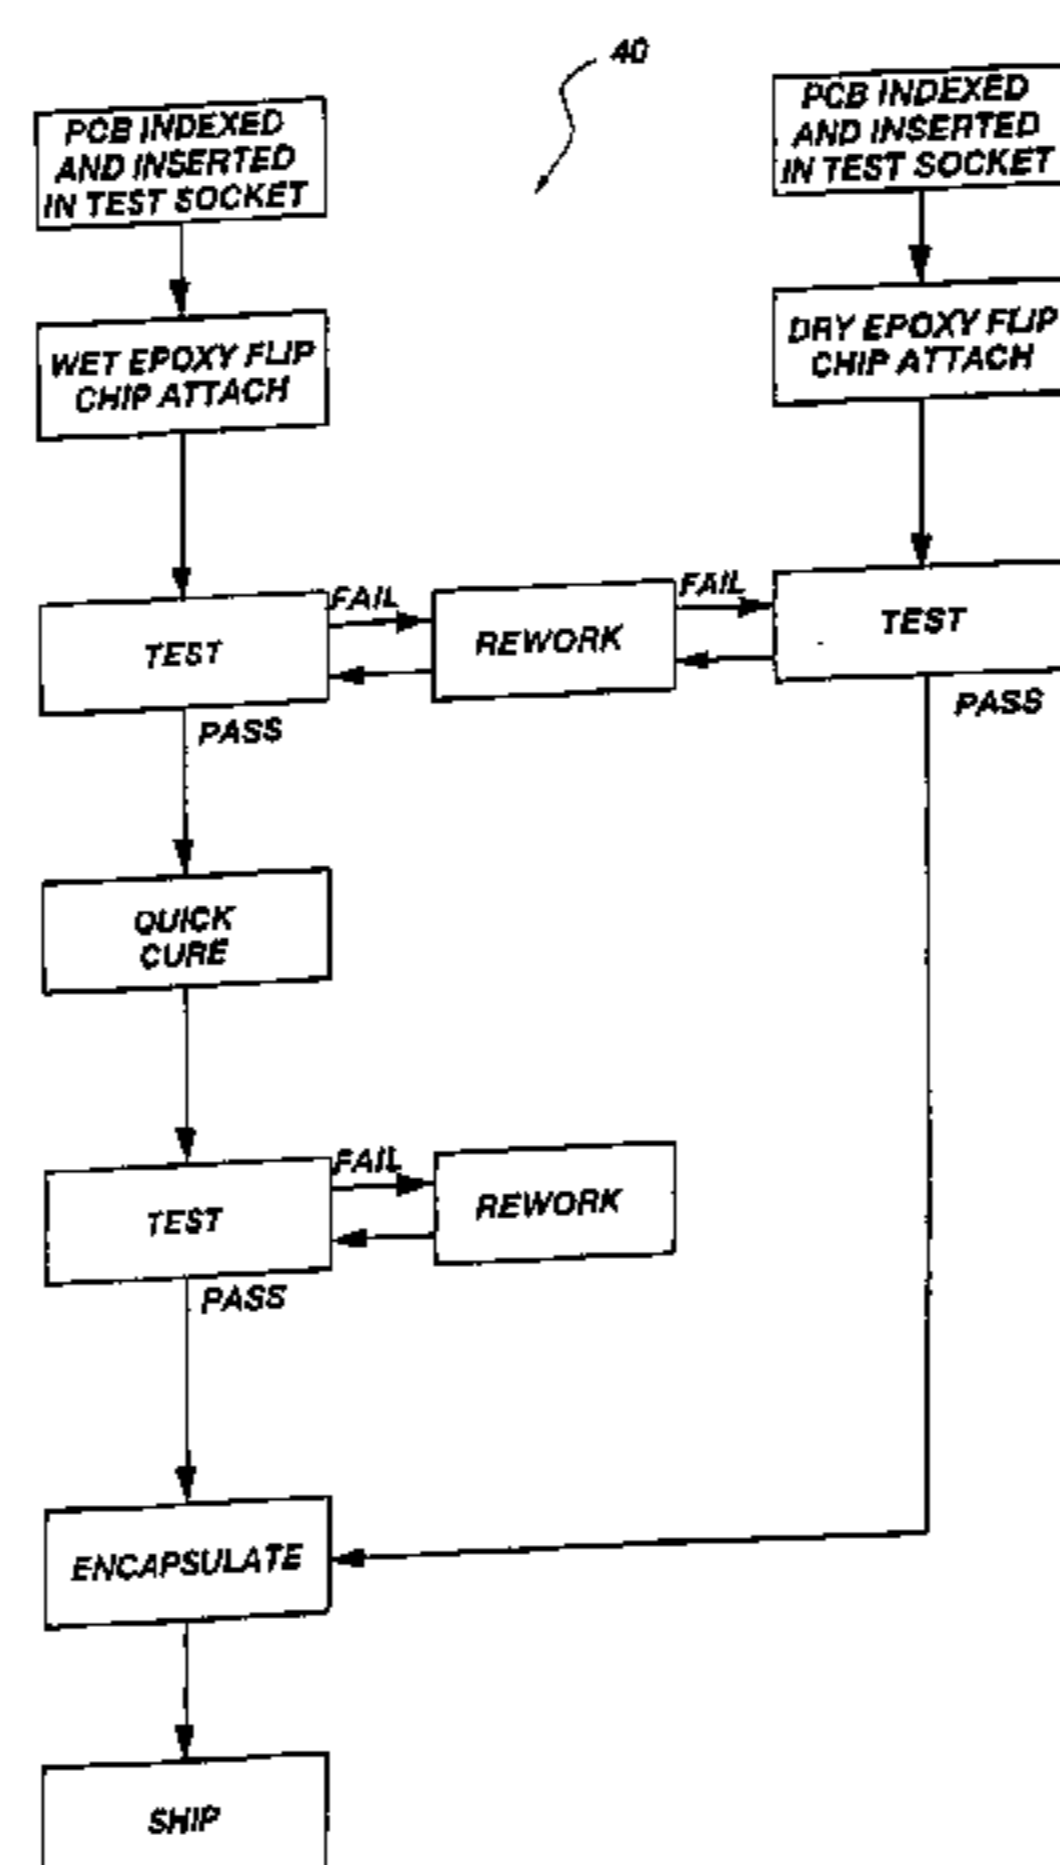 40
PCB INDEXED
AND INSERTED
IN TEST SOCKET
PCB INDEXED
AND INSERTED
IN TEST SOCKET
WET EPOXY FLIP
CHIP ATTACH
DRY EPOXY FLIP
CHIP ATTACH
TEST
FAIL
REWORK
FAIL
TEST
PASS
PASS
QUICK
CURE
TEST
FAIL
REWORK
PASS
ENCAPSULATE
SHIP